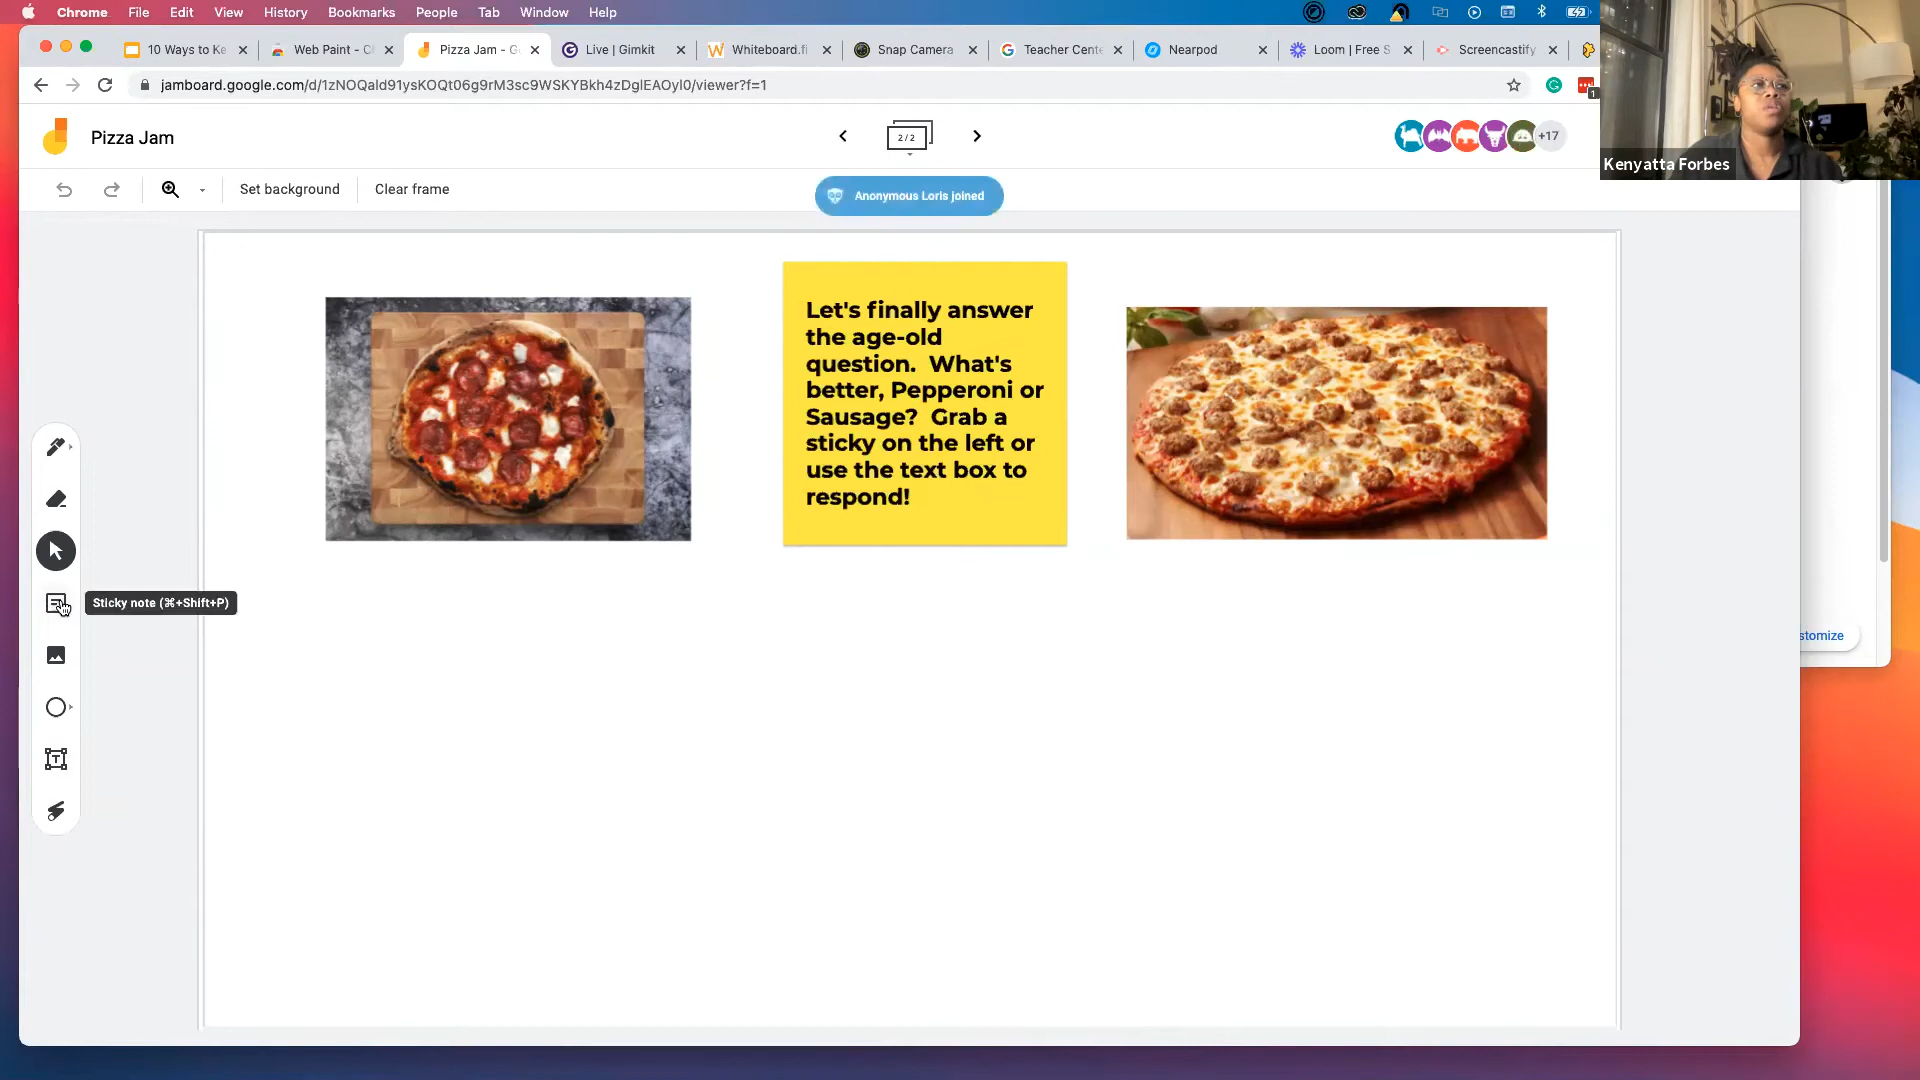 Chrome File Edit View History Bookmarks People Tab Window Help
10 Ways to Ke
Web Paint - C
Pizza Jam - G
Live | Gimkit
Whiteboard.fi
Snap Camera
Teacher Cent
Nearpod
Loom | Free S
Screencastify
jamboard.google.com/d/1zNOQald91ysKOQt06g9rM3sc9WSKYBkh4zDglEAOyl0/viewer?f=1
1
Pizza Jam
2 / 2
+17
Kenyatta Forbes
Set background
Clear frame
Anonymous Loris joined
Let's finally answer
the age-old
question. What's
better, Pepperoni or
Sausage? Grab a
sticky on the left or
use the text box to
respond!
Sticky note (⌘+Shift+P)
stomize